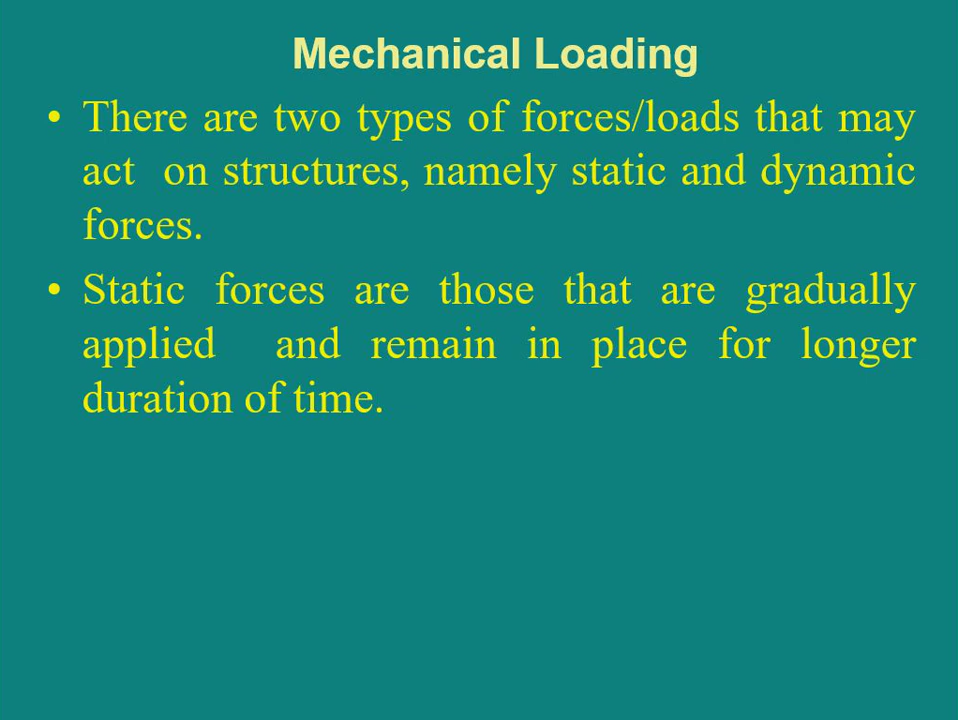 Mechanical Loading
• There are two types of forces/loads that may
act on structures, namely static and dynamic
forces.
• Static forces are those that are gradually
applied and remain in place for longer
duration of time.